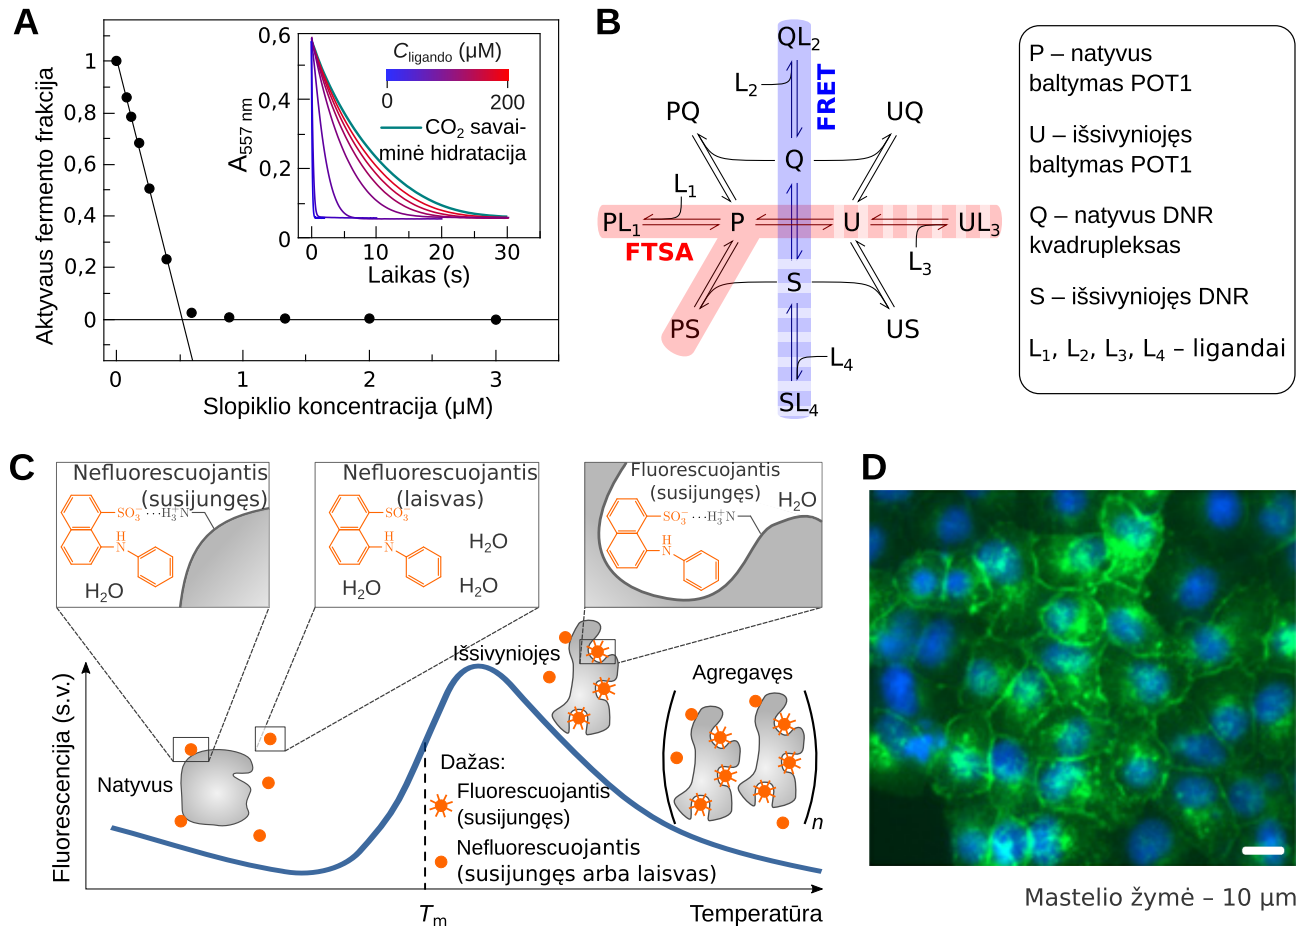 A
Aktyvaus fermento frakcija
1
0,8
0,6
0,4
0,2
0
0
1
2
3
Slopiklio koncentracija (µM)
0,6
0,4
0,2
0
A557 nm
Cligando (µM)
0
200
CO2 savai-
minė hidratacija
0
10
20
30
Laikas (s)
B
QL2
L2
FRET
PQ
UQ
Q
L1
PL1
P
U
UL3
FTSA
L3
S
PS
US
L4
SL4
P – natyvus
baltymas POT1
U – išsivyniojęs
baltymas POT1
Q – natyvus DNR
kvadrupleksas
S – išsivyniojęs DNR
L1, L2, L3, L4 – ligandai
C
Nefluorescuojantis
(susijungęs)
SO3− ··· H3+N
H
N
H2O
Nefluorescuojantis
(laisvas)
SO3−
H
N
H2O
H2O
H2O
Fluorescuojantis
(susijungęs)
H2O
SO3− ··· H3+N
H
N
Fluorescencija (s.v.)
Natyvus
Išsivyniojęs
Agregavęs
n
Dažas:
Fluorescuojantis
(susijungęs)
Nefluorescuojantis
(susijungęs arba laisvas)
Tm
Temperatūra
D
Mastelio žymė – 10 µm